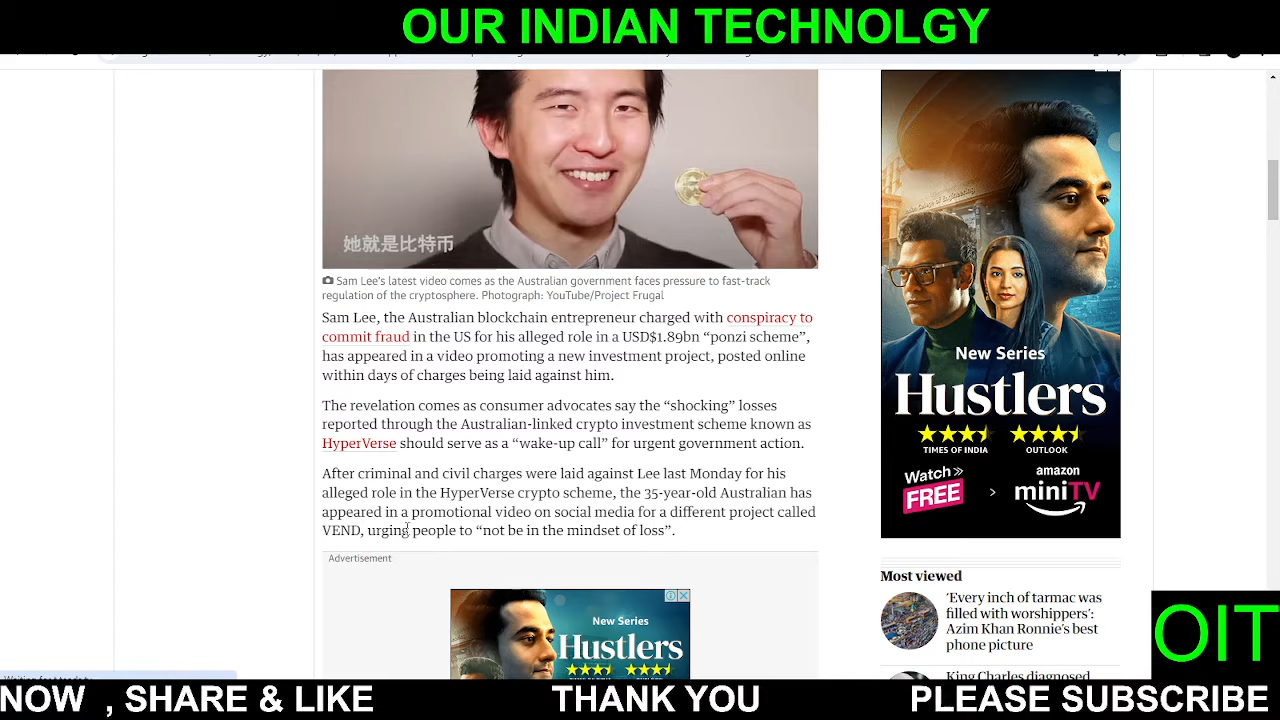 OUR INDIAN TECHNOLGY
她就是比特币
Sam Lee's latest video comes as the Australian government faces pressure to fast-track
regulation of the cryptosphere. Photograph: YouTube/Project Frugal
Sam Lee, the Australian blockchain entrepreneur charged with conspiracy to
commit fraud in the US for his alleged role in a USD$1.89bn “ponzi scheme”,
has appeared in a video promoting a new investment project, posted online
within days of charges being laid against him.
The revelation comes as consumer advocates say the “shocking” losses
reported through the Australian-linked crypto investment scheme known as
HyperVerse should serve as a “wake-up call” for urgent government action.
After criminal and civil charges were laid against Lee last Monday for his
alleged role in the HyperVerse crypto scheme, the 35-year-old Australian has
appeared in a promotional video on social media for a different project called
VEND, urging people to “not be in the mindset of loss”.
Advertisement
New Series
Hustlers
New Series
Hustlers
TIMES OF INDIA
OUTLOOK
Watch
FREE
>
amazon
miniTV
Most viewed
‘Every inch of tarmac was
filled with worshippers’:
Azim Khan Ronnie’s best
phone picture
King Charles diagnosed
OIT
NOW , SHARE & LIKE
THANK YOU
PLEASE SUBSCRIBE